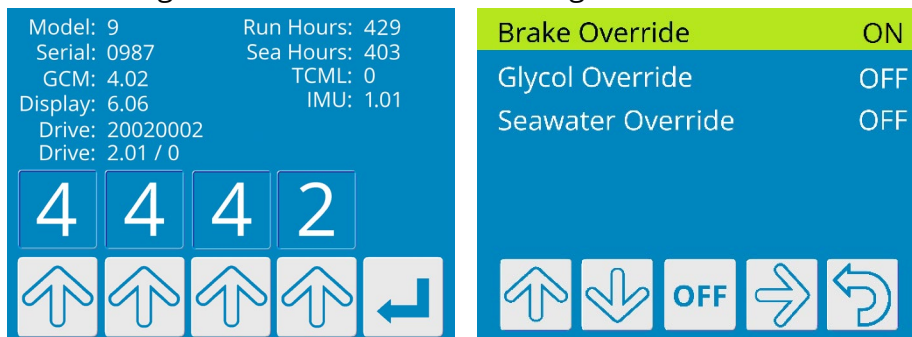 Model: 9 Run Hours: 429
Serial: 0987 Sea Hours: 403
GCM: 4.02 TCML: 0
Display: 6.06 IMU: 1.01
Drive: 20020002
Drive: 2.01 / 0
4 4 4 2
Brake Override ON
Glycol Override OFF
Seawater Override OFF
OFF